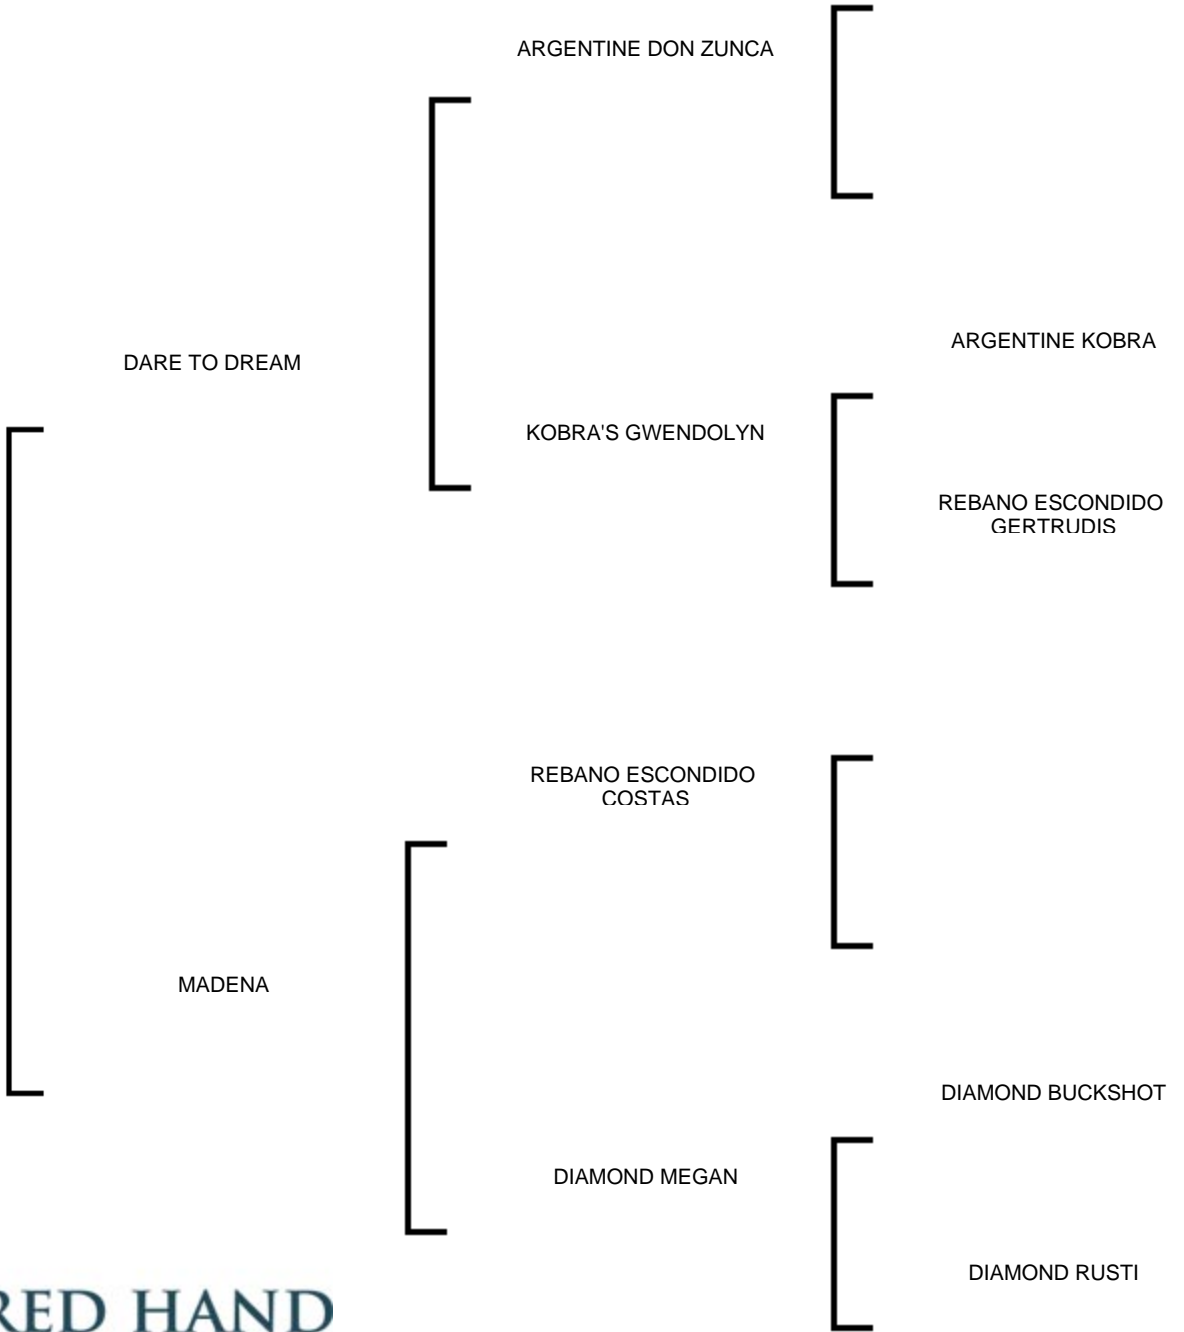 ARGENTINE DON ZUNCA
DARE TO DREAM
ARGENTINE KOBRA
KOBRA'S GWENDOLYN
REBANO ESCONDIDO
GERTRUDIS
REBANO ESCONDIDO
COSTAS
MADENA
DIAMOND BUCKSHOT
DIAMOND MEGAN
DIAMOND RUSTI
RED HAND